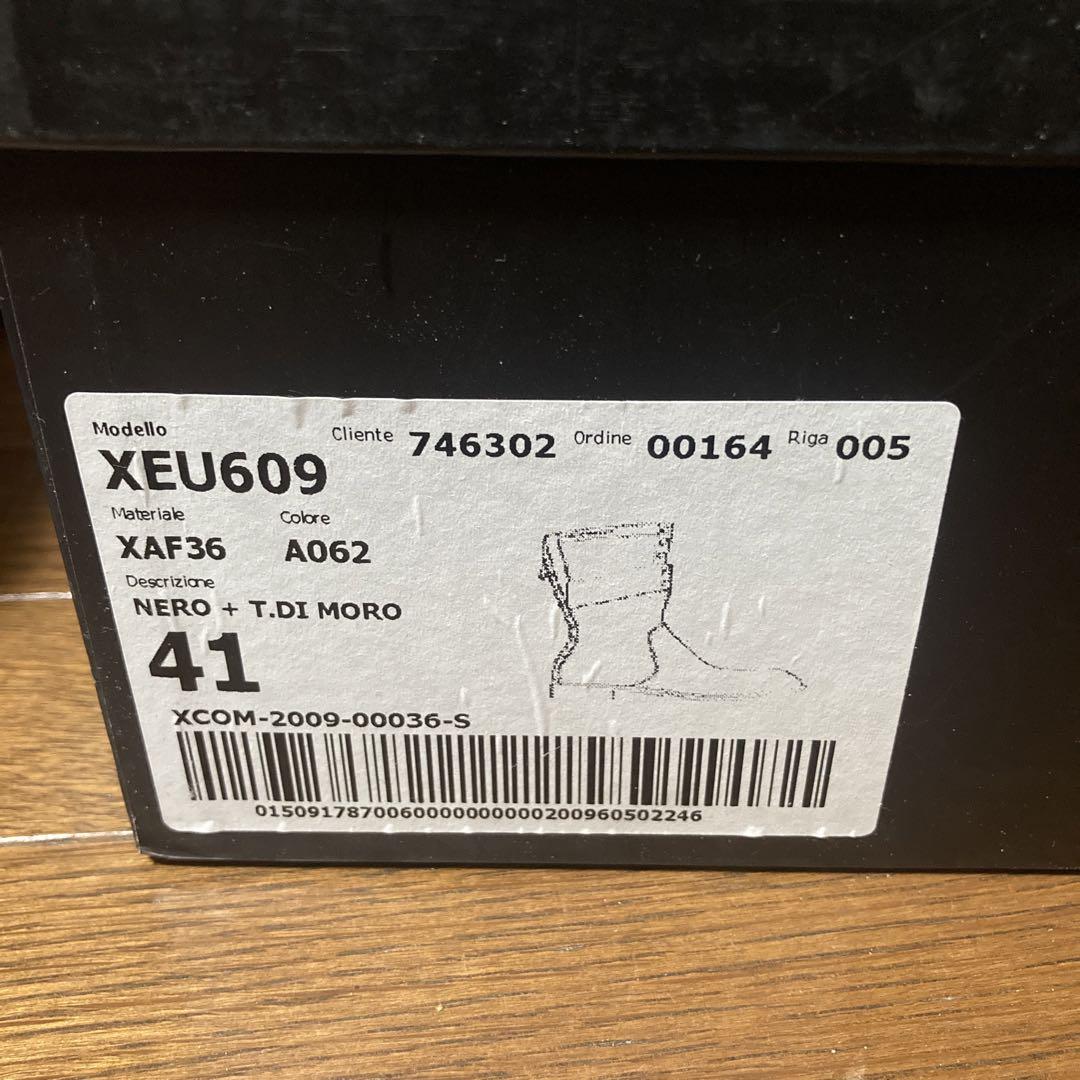 Modello Cliente 746302 Ordine 00164 Riga 005
XEU609
Materiale Colore
XAF36 A062
Descrizione
NERO + T.DI MORO
41
XCOM-2009-00036-S
01509178700600000000000200960502246